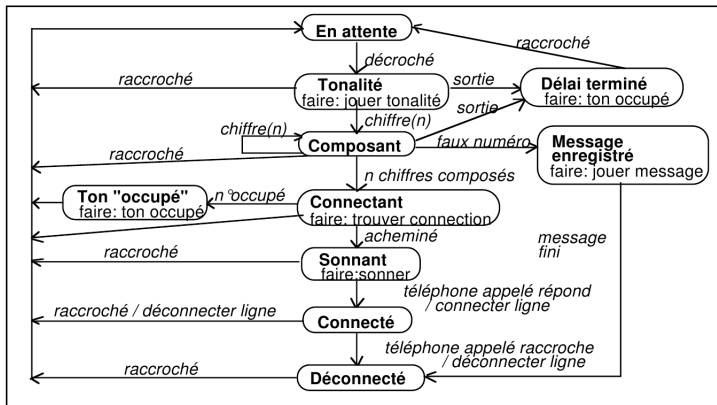 En attente
raccroché
décroché
raccroché
Tonalité
faire: jouer tonalité
sortie
Délai terminé
faire: ton occupé
sortie
chiffre(n)
chiffre(n)
Composant
faux numéro
Message
enregistré
faire: jouer message
raccroché
n chiffres composés
Ton "occupé"
faire: ton occupé
n°occupé
Connectant
faire: trouver connection
acheminé
message
fini
raccroché
Sonnant
faire:sonner
téléphone appelé répond
/ connecter ligne
raccroché / déconnecter ligne
Connecté
téléphone appelé raccroche
/ déconnecter ligne
raccroché
Déconnecté